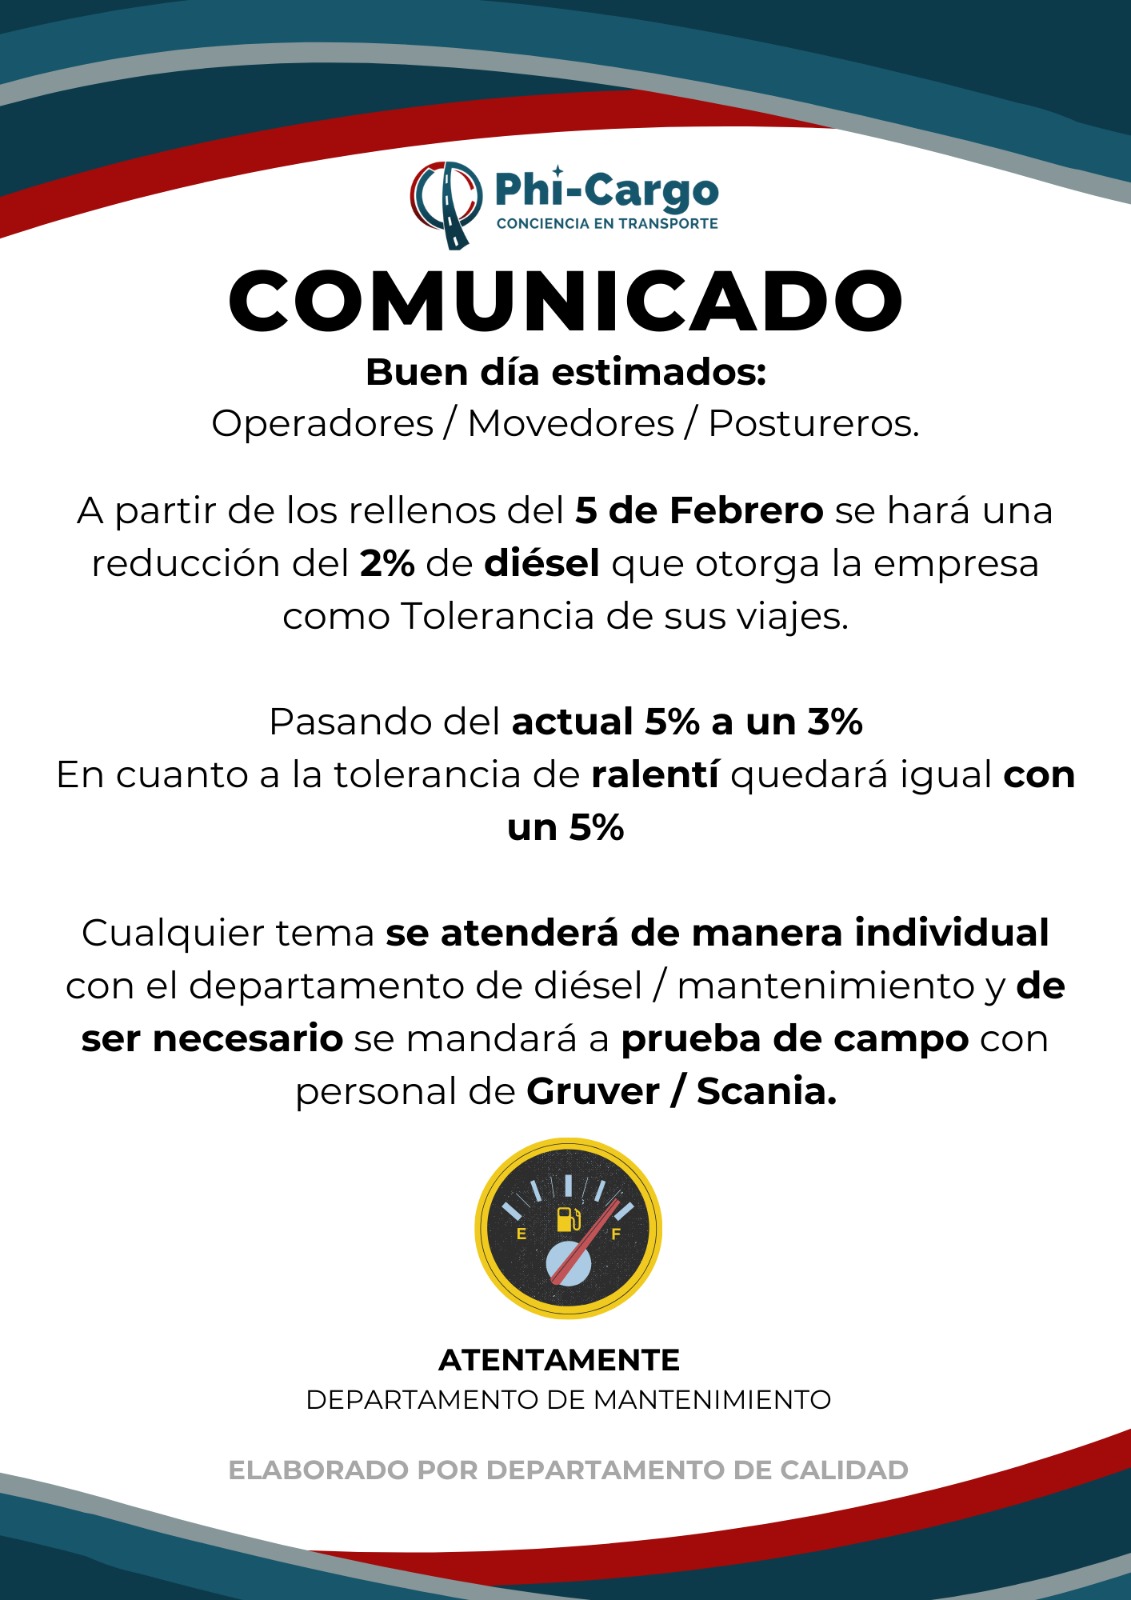 Phi-Cargo
CONCIENCIA EN TRANSPORTE
COMUNICADO
Buen día estimados:
Operadores / Movedores / Postureros.
A partir de los rellenos del 5 de Febrero se hará una
reducción del 2% de diésel que otorga la empresa
como Tolerancia de sus viajes.
Pasando del actual 5% a un 3%
En cuanto a la tolerancia de ralentí quedará igual con
un 5%
Cualquier tema se atenderá de manera individual
con el departamento de diésel / mantenimiento y de
ser necesario se mandará a prueba de campo con
personal de Gruver / Scania.
E F
ATENTAMENTE
DEPARTAMENTO DE MANTENIMIENTO
ELABORADO POR DEPARTAMENTO DE CALIDAD